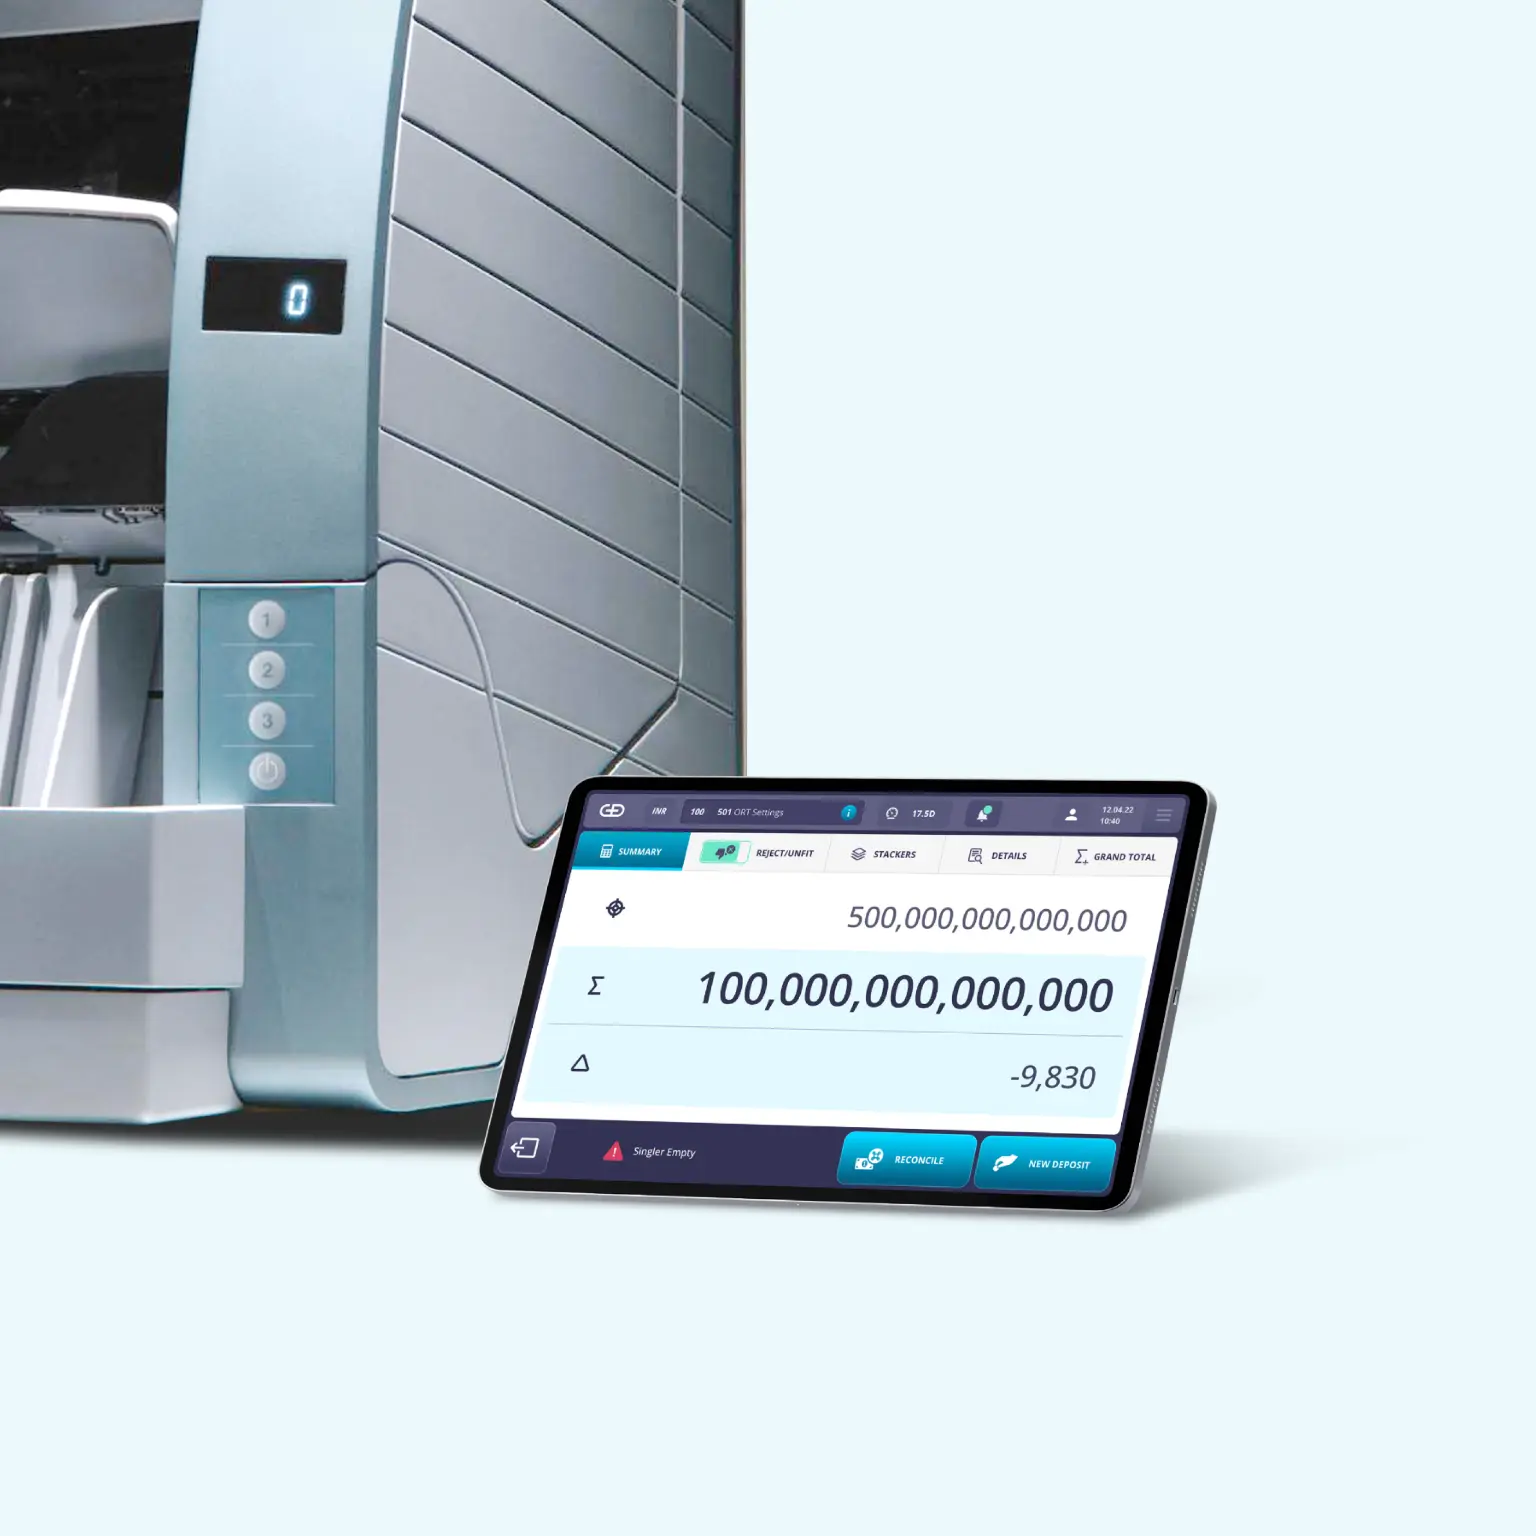 0
1
2
3
G+D INR 100 501 ORT Settings i 17.5D 12.04.22
10:40
SUMMARY REJECT/UNFIT STACKERS DETAILS GRAND TOTAL
500,000,000,000,000
Σ 100,000,000,000,000
Δ -9,830
Singler Empty RECONCILE NEW DEPOSIT